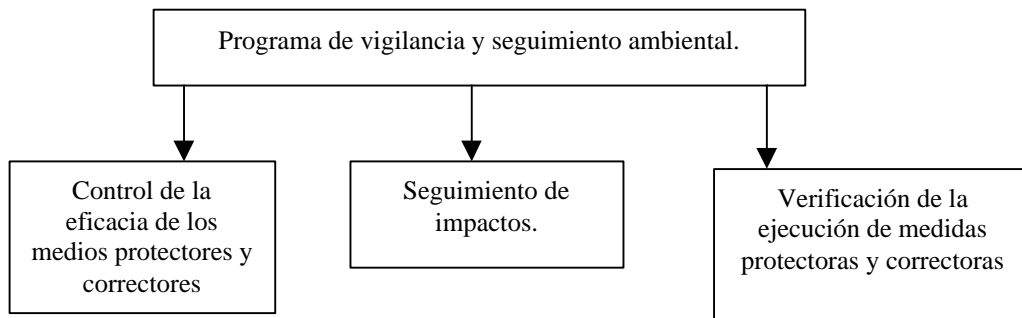 Programa de vigilancia y seguimiento ambiental.
Control de la
eficacia de los
medios protectores y
correctores
Seguimiento de
impactos.
Verificación de la
ejecución de medidas
protectoras y correctoras